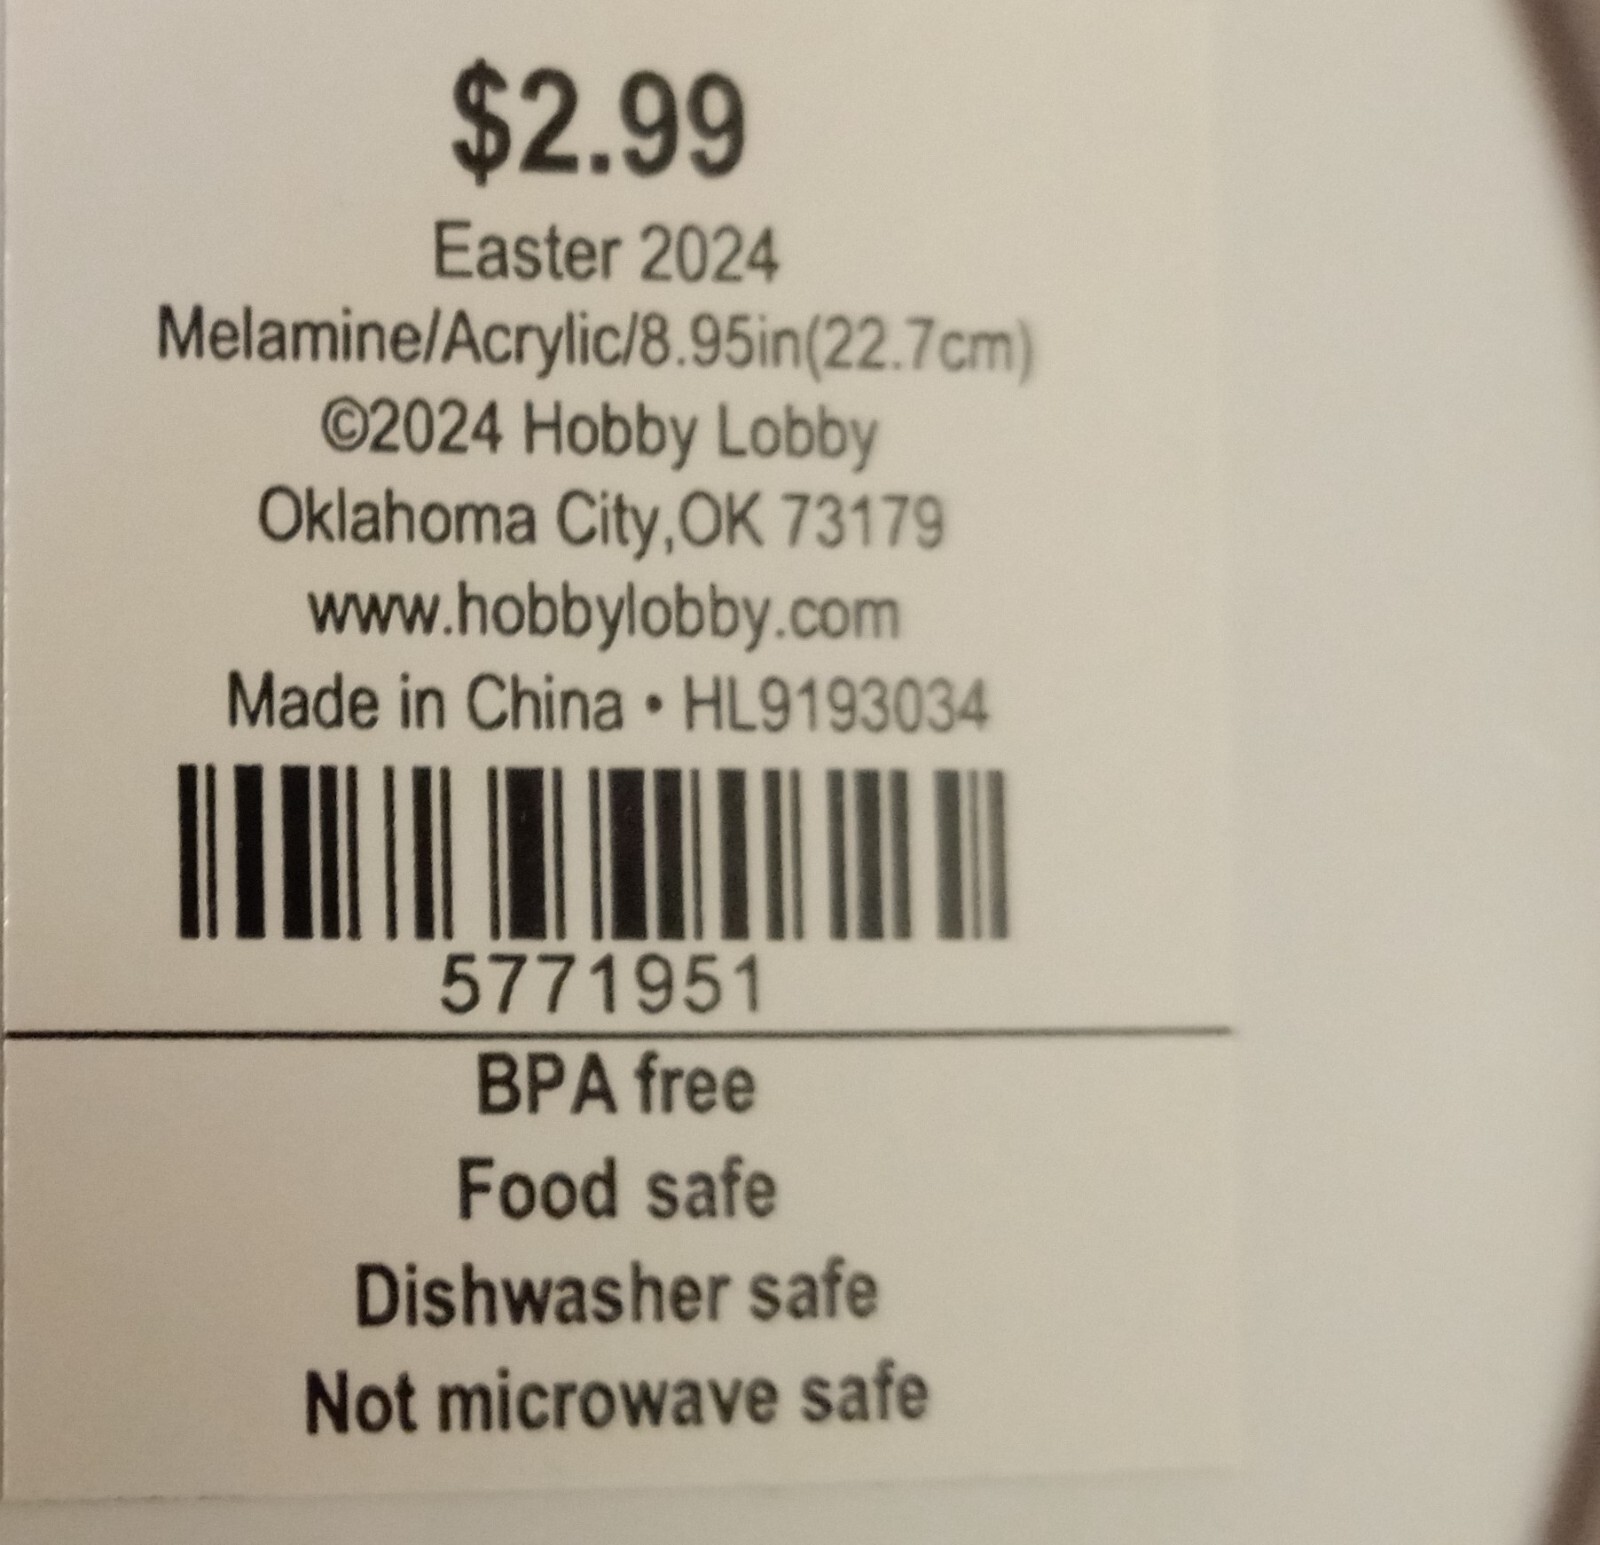 $2.99
Easter 2024
Melamine/Acrylic/8.95in(22.7cm)
©2024 Hobby Lobby
Oklahoma City,OK 73179
www.hobbylobby.com
Made in China • HL9193034
5771951
BPA free
Food safe
Dishwasher safe
Not microwave safe